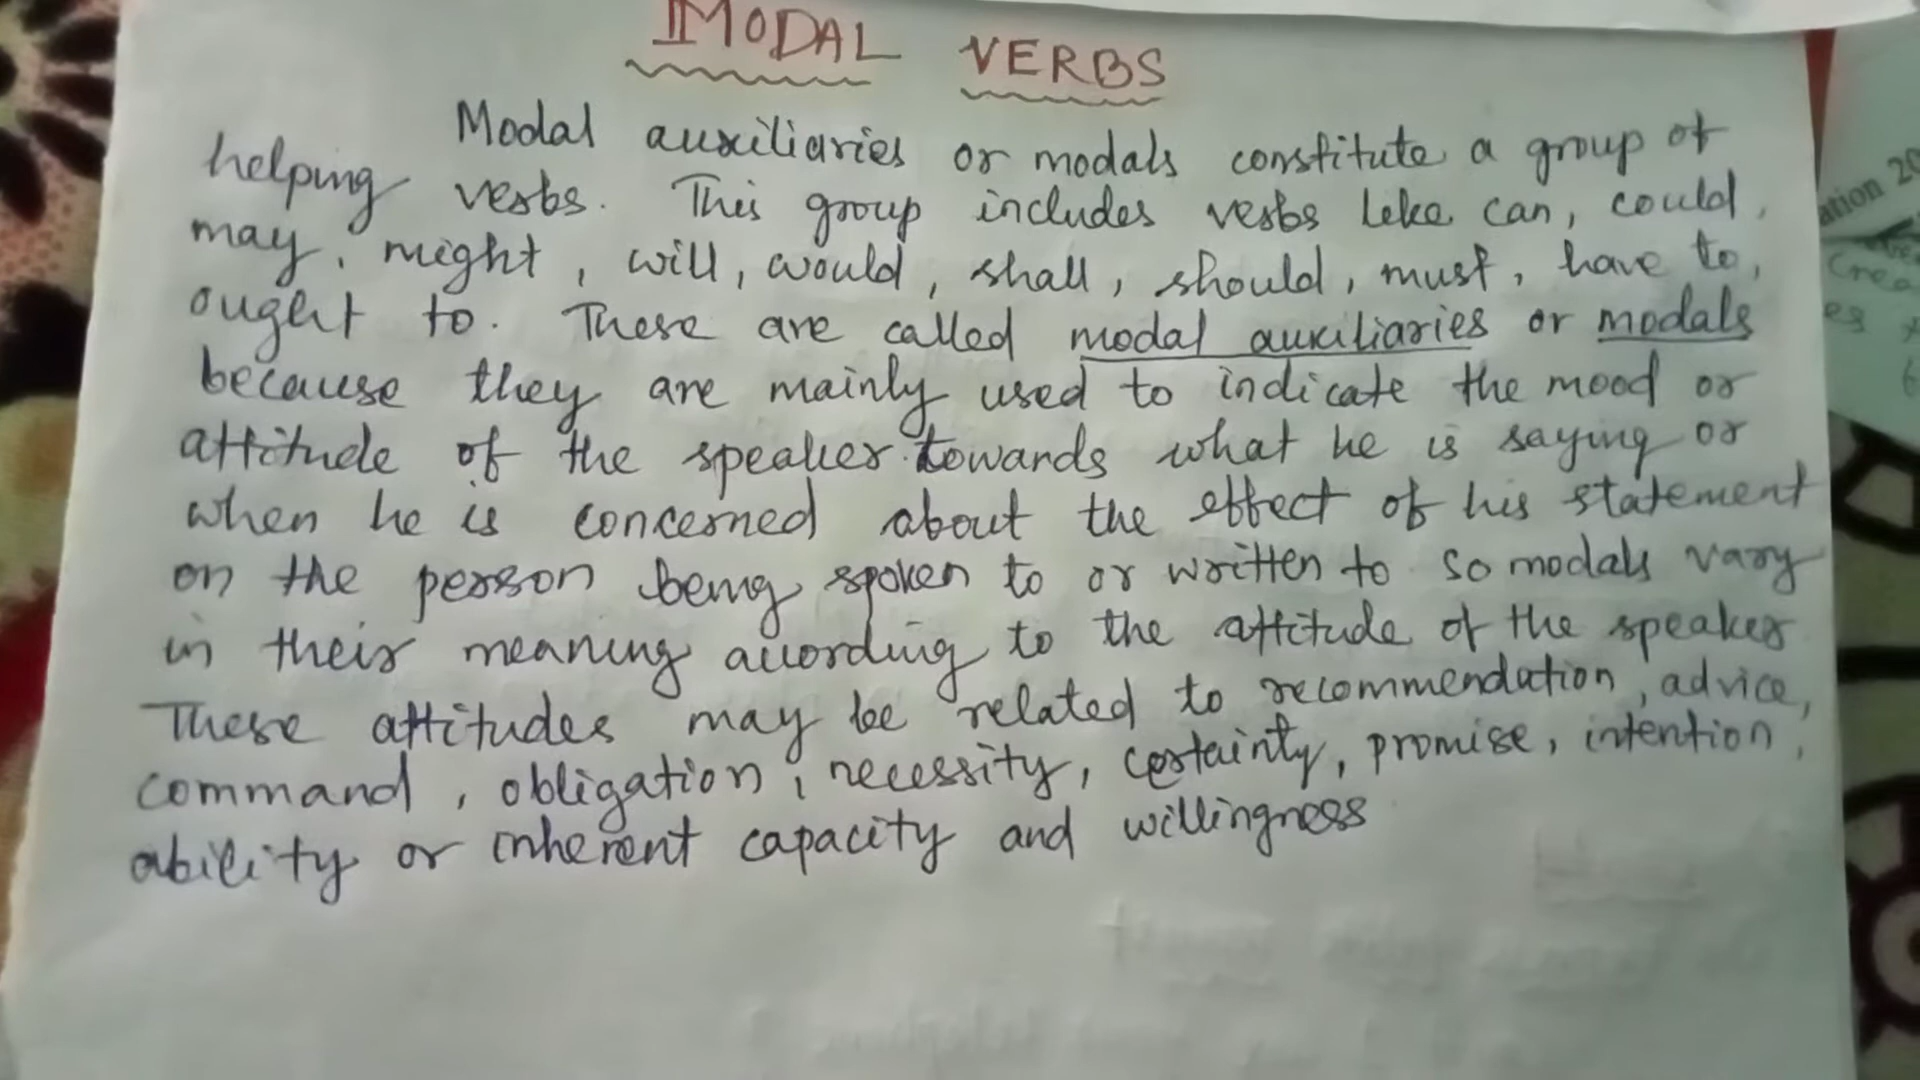 MODAL VERBS
Modal auxiliaries or modals constitute a group of
helping verbs. This group includes verbs like can, could,
may, might, will, would, shall, should, must, have to,
ought to. These are called modal auxiliaries or modals
because they are mainly used to indicate the mood or
attitude of the speaker towards what he is saying or
when he is concerned about the effect of his statement
on the person being spoken to or written to so modals vary
in their meaning according to the attitude of the speaker
These attitudes may be related to recommendation, advice,
command, obligation, necessity, certainty, promise, intention,
ability or inherent capacity and willingness
ation 20
Crea
es